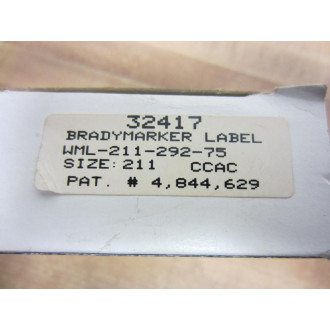 32417
BRADYMARKER LABEL
WML-211-292-75
SIZE: 211 CCAC
PAT. # 4,844,629